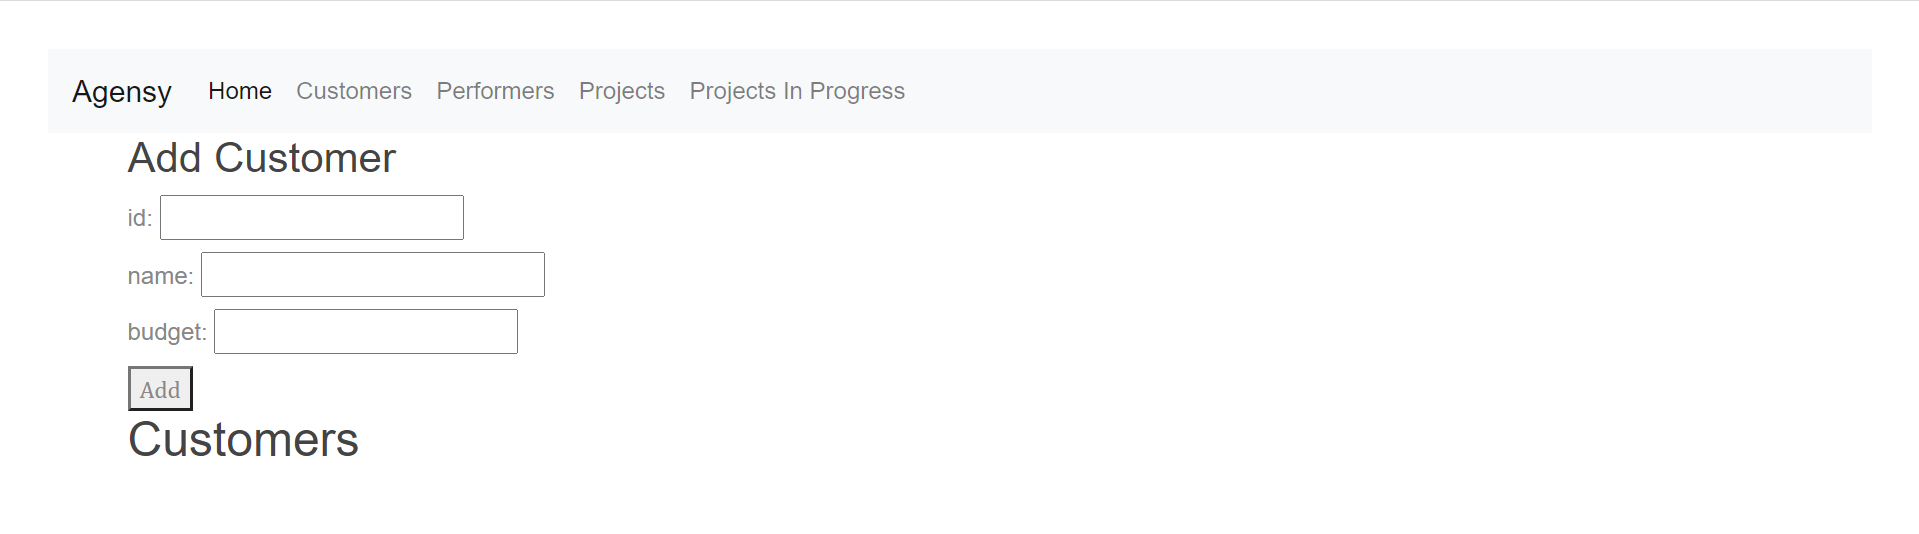 Agensy Home Customers Performers Projects Projects In Progress
Add Customer
id:
name:
budget:
Add
Customers